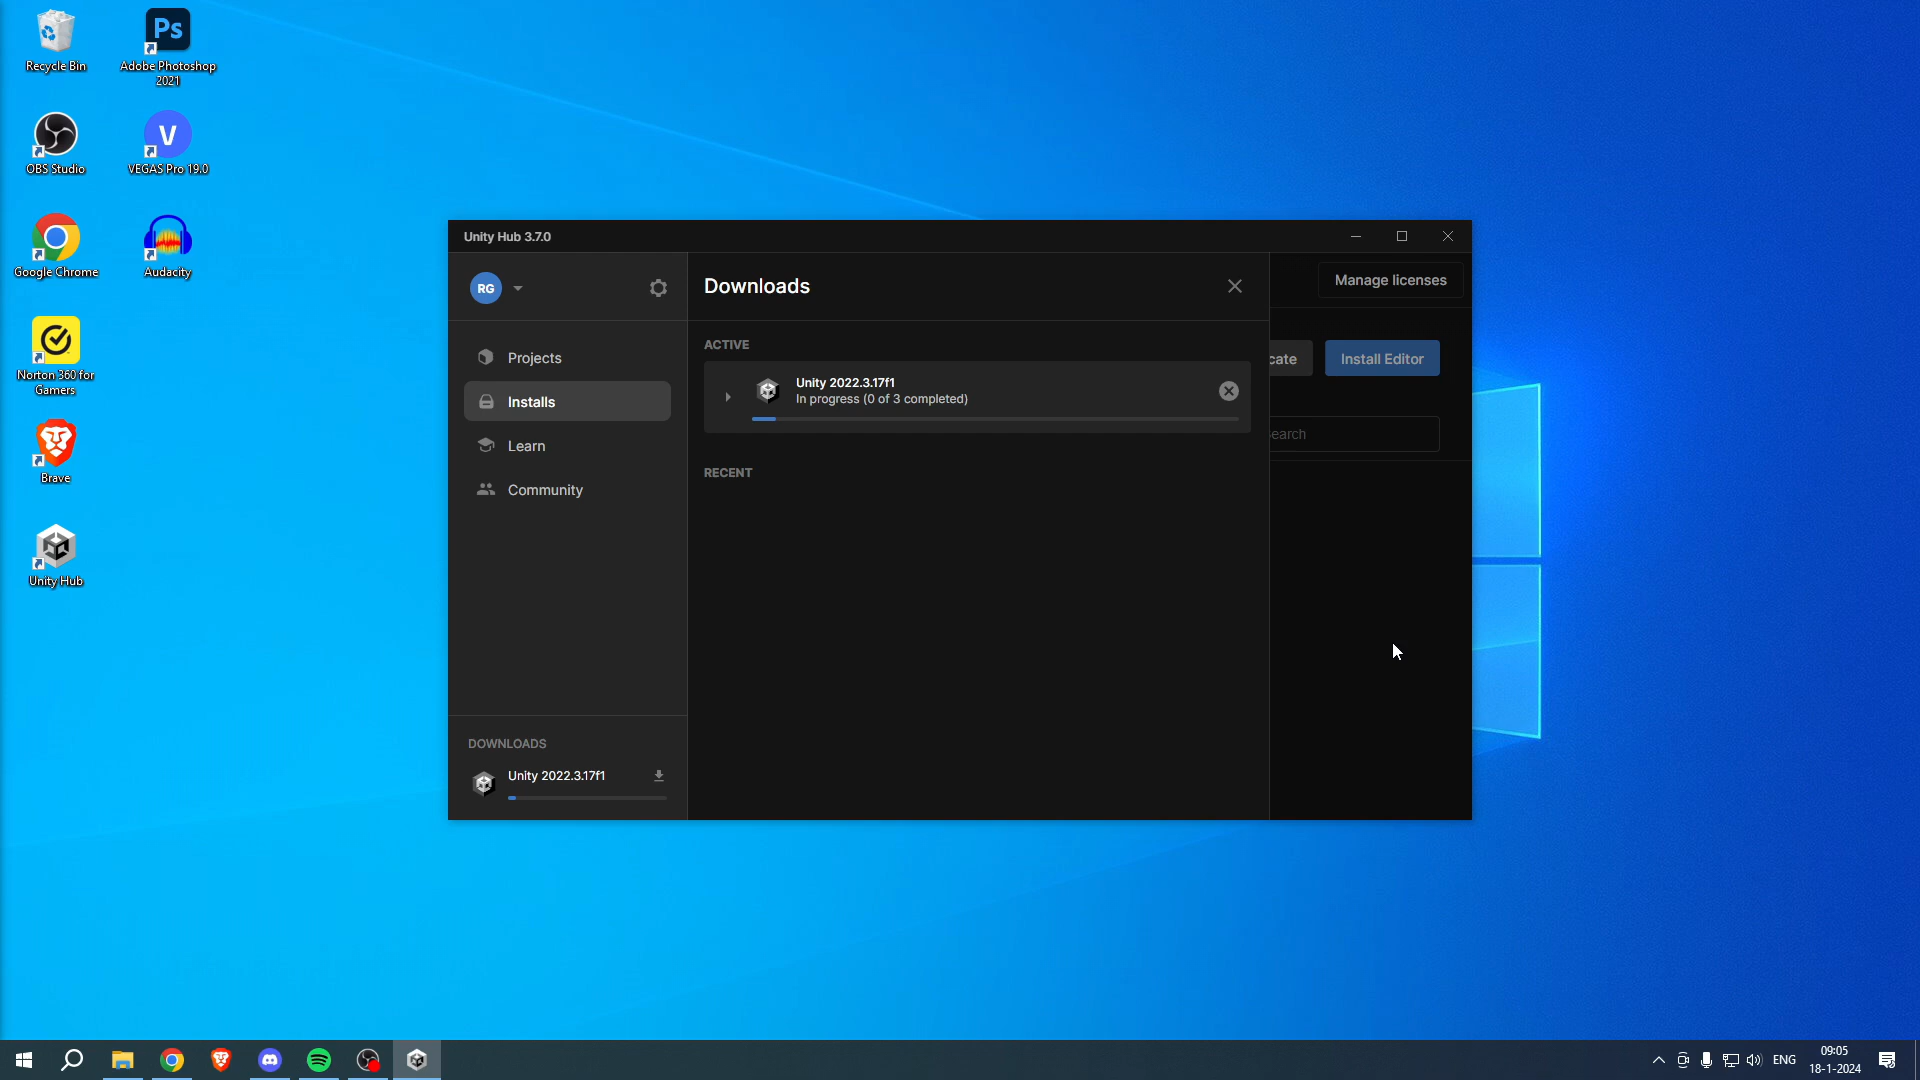 Recycle Bin
Ps
Adobe Photoshop
2021
OBS Studio
V
VEGAS Pro 19.0
Google Chrome
Audacity
Norton 360 for
Gamers
Brave
Unity Hub
Unity Hub 3.7.0
RG
Projects
Installs
Learn
Community
DOWNLOADS
Unity 2022.3.17f1
Downloads
ACTIVE
Unity 2022.3.17f1
In progress (0 of 3 completed)
RECENT
Manage licenses
cate
Install Editor
earch
ENG
09:05
18-1-2024